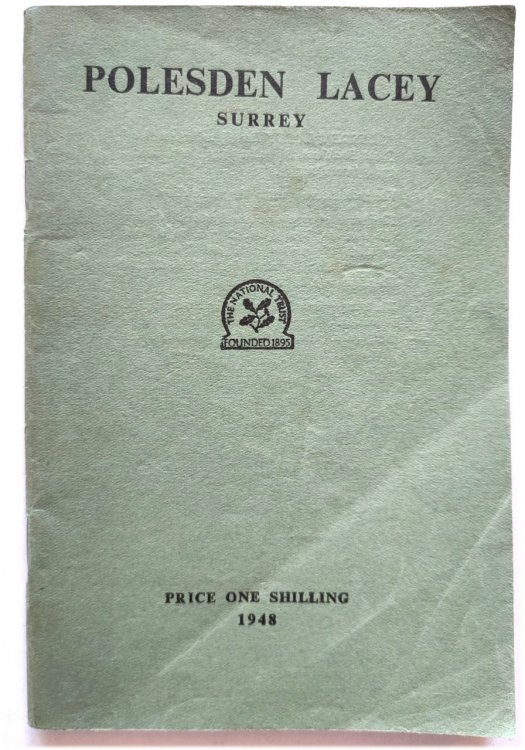 POLESDEN LACEY
SURREY
THE NATIONAL TRUST
FOUNDED 1895
PRICE ONE SHILLING
1948